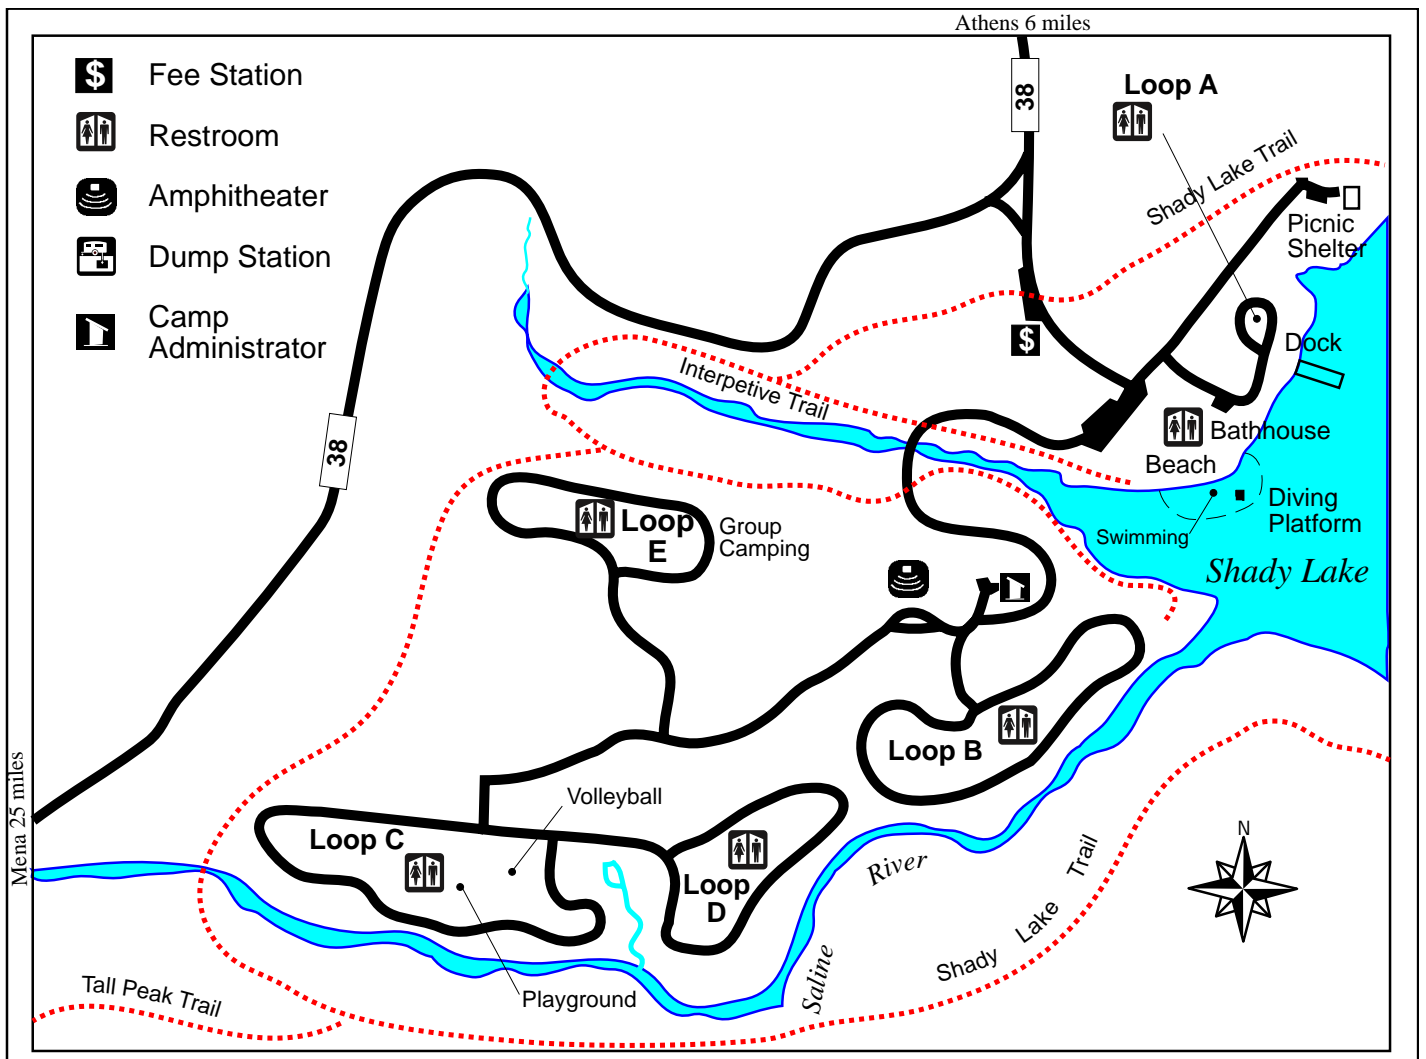 Athens 6 miles
$ Fee Station
Restroom
Amphitheater
Dump Station
Camp
Administrator
38
Loop A
Shady Lake Trail
Picnic
Shelter
$
Dock
Interpetive Trail
38
Bathhouse
Beach
Diving
Platform
Swimming
Shady Lake
Loop
E
Group
Camping
Loop B
Mena 25 miles
Volleyball
Loop C
Loop
D
River
Saline
Shady Lake Trail
N
Tall Peak Trail
Playground